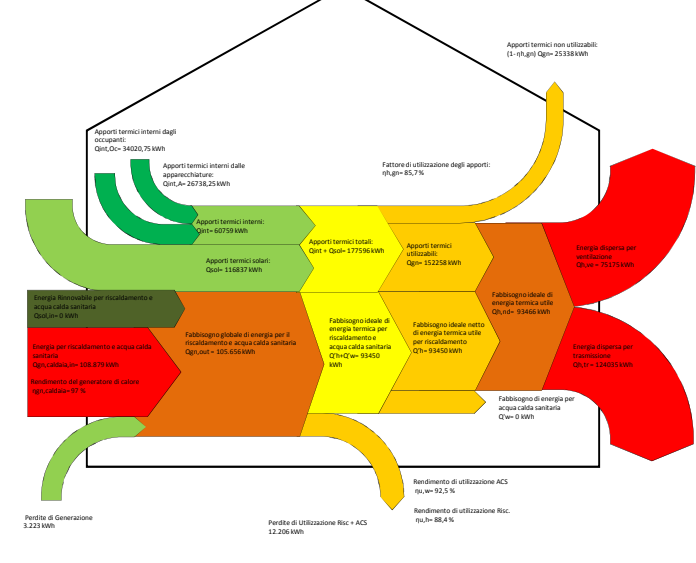 Apporti termici non utilizzabili:
(1- ηh,gn) Qgn= 25338 kWh
Apporti termici interni dagli
occupanti:
Qint,Oc= 34020,75 kWh
Apporti termici interni dalle
apparecchiature:
Qint,A= 26738,25 kWh
Fattore di utilizzazione degli apporti:
ηh,gn= 85,7 %
Apporti termici interni:
Qint= 60759 kWh
Apporti termici totali:
Qint + Qsol= 177596 kWh
Apporti termici
utilizzabili:
Qgn= 152258 kWh
Energia dispersa per
ventilazione
Qh,ve = 75175 kWh
Apporti termici solari:
Qsol= 116837 kWh
Energia Rinnovabile per riscaldamento e
acqua calda sanitaria
Qsol,in= 0 kWh
Fabbisogno ideale di
energia termica utile
Qh,nd= 93466 kWh
Fabbisogno globale di energia per il
riscaldamento e acqua calda sanitaria
Qgn,out = 105.656 kWh
Fabbisogno ideale di
energia termica per
riscaldamento e
acqua calda sanitaria
Q'h+Q'w= 93450
kWh
Fabbisogno ideale netto
di energia termica utile
per riscaldamento
Q'h= 93450 kWh
Energia per riscaldamento e acqua calda
sanitaria
Qgn,caldaia,in= 108.879 kWh
Rendimento del generatore di calore
ηgn,caldaia= 97 %
Energia dispersa per
trasmissione
Qh,tr = 124035 kWh
Fabbisogno di energia per
acqua calda sanitaria
Q'w= 0 kWh
Rendimento di utilizzazione ACS
ηu,w= 92,5 %
Rendimento di utilizzazione Risc.
ηu,h= 88,4 %
Perdite di Generazione
3.223 kWh
Perdite di Utilizzazione Risc + ACS
12.206 kWh